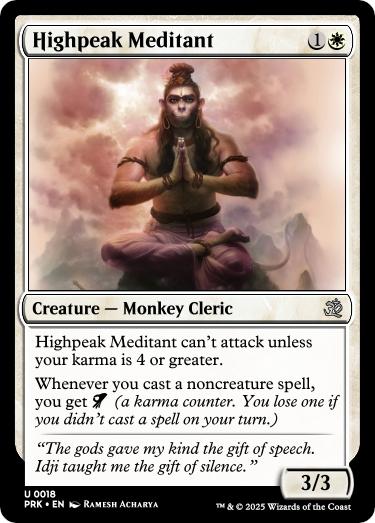 Highpeak Meditant 1
Creature — Monkey Cleric
Highpeak Meditant can't attack unless
your karma is 4 or greater.
Whenever you cast a noncreature spell,
you get (a karma counter. You lose one if
you didn't cast a spell on your turn.)
“The gods gave my kind the gift of speech.
Idji taught me the gift of silence.”
3/3
U 0018
PRK • EN Ramesh Acharya
™ & © 2025 Wizards of the Coast